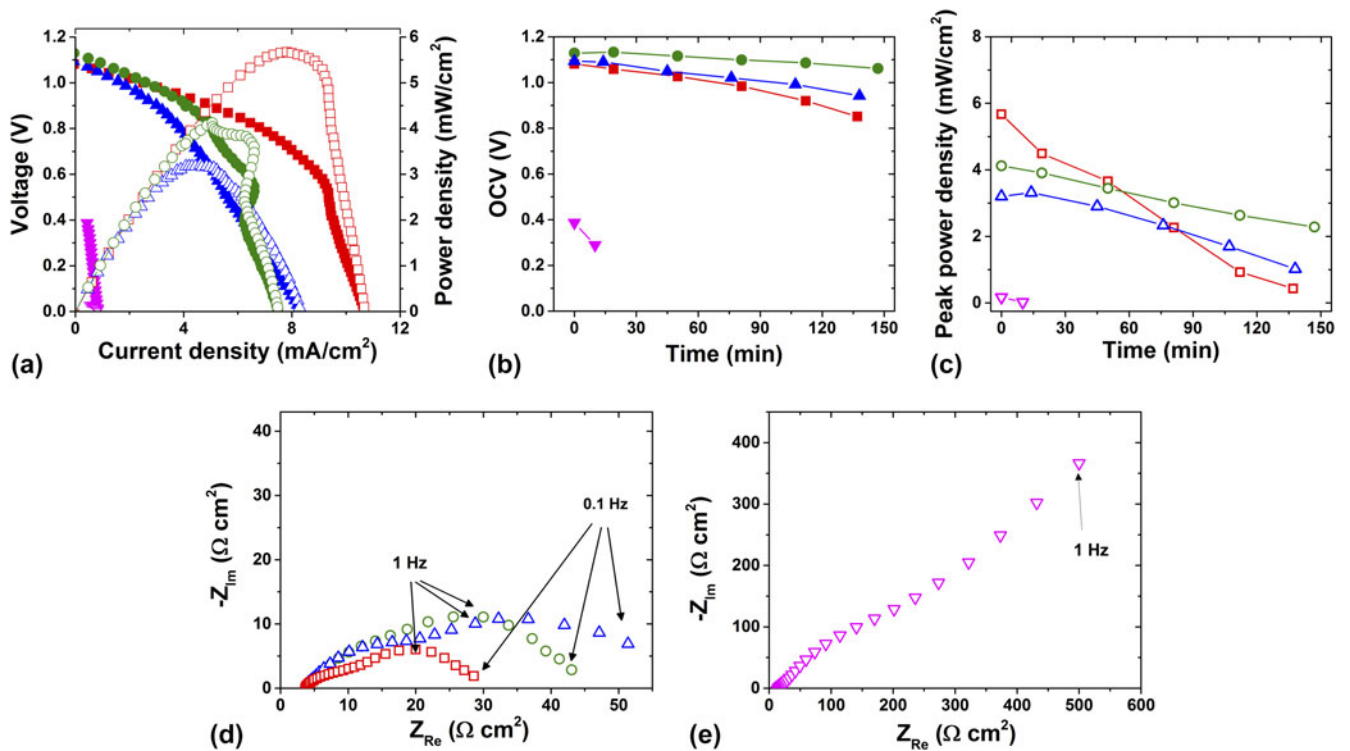 1.2
1.0
0.8
0.6
0.4
0.2
0.0
Voltage (V)
0 4 8 12
Current density (mA/cm²)
6
5
4
3
2
1
0
Power density (mW/cm²)
(a)
1.2
1.0
0.8
0.6
0.4
0.2
0.0
OCV (V)
0 30 60 90 120 150
Time (min)
(b)
8
6
4
2
0
Peak power density (mW/cm²)
0 30 60 90 120 150
Time (min)
(c)
40
30
20
10
0
-Z_Im (Ω cm²)
1 Hz
0.1 Hz
0 10 20 30 40 50
Z_Re (Ω cm²)
(d)
400
300
200
100
0
-Z_Im (Ω cm²)
1 Hz
0 100 200 300 400 500 600
Z_Re (Ω cm²)
(e)